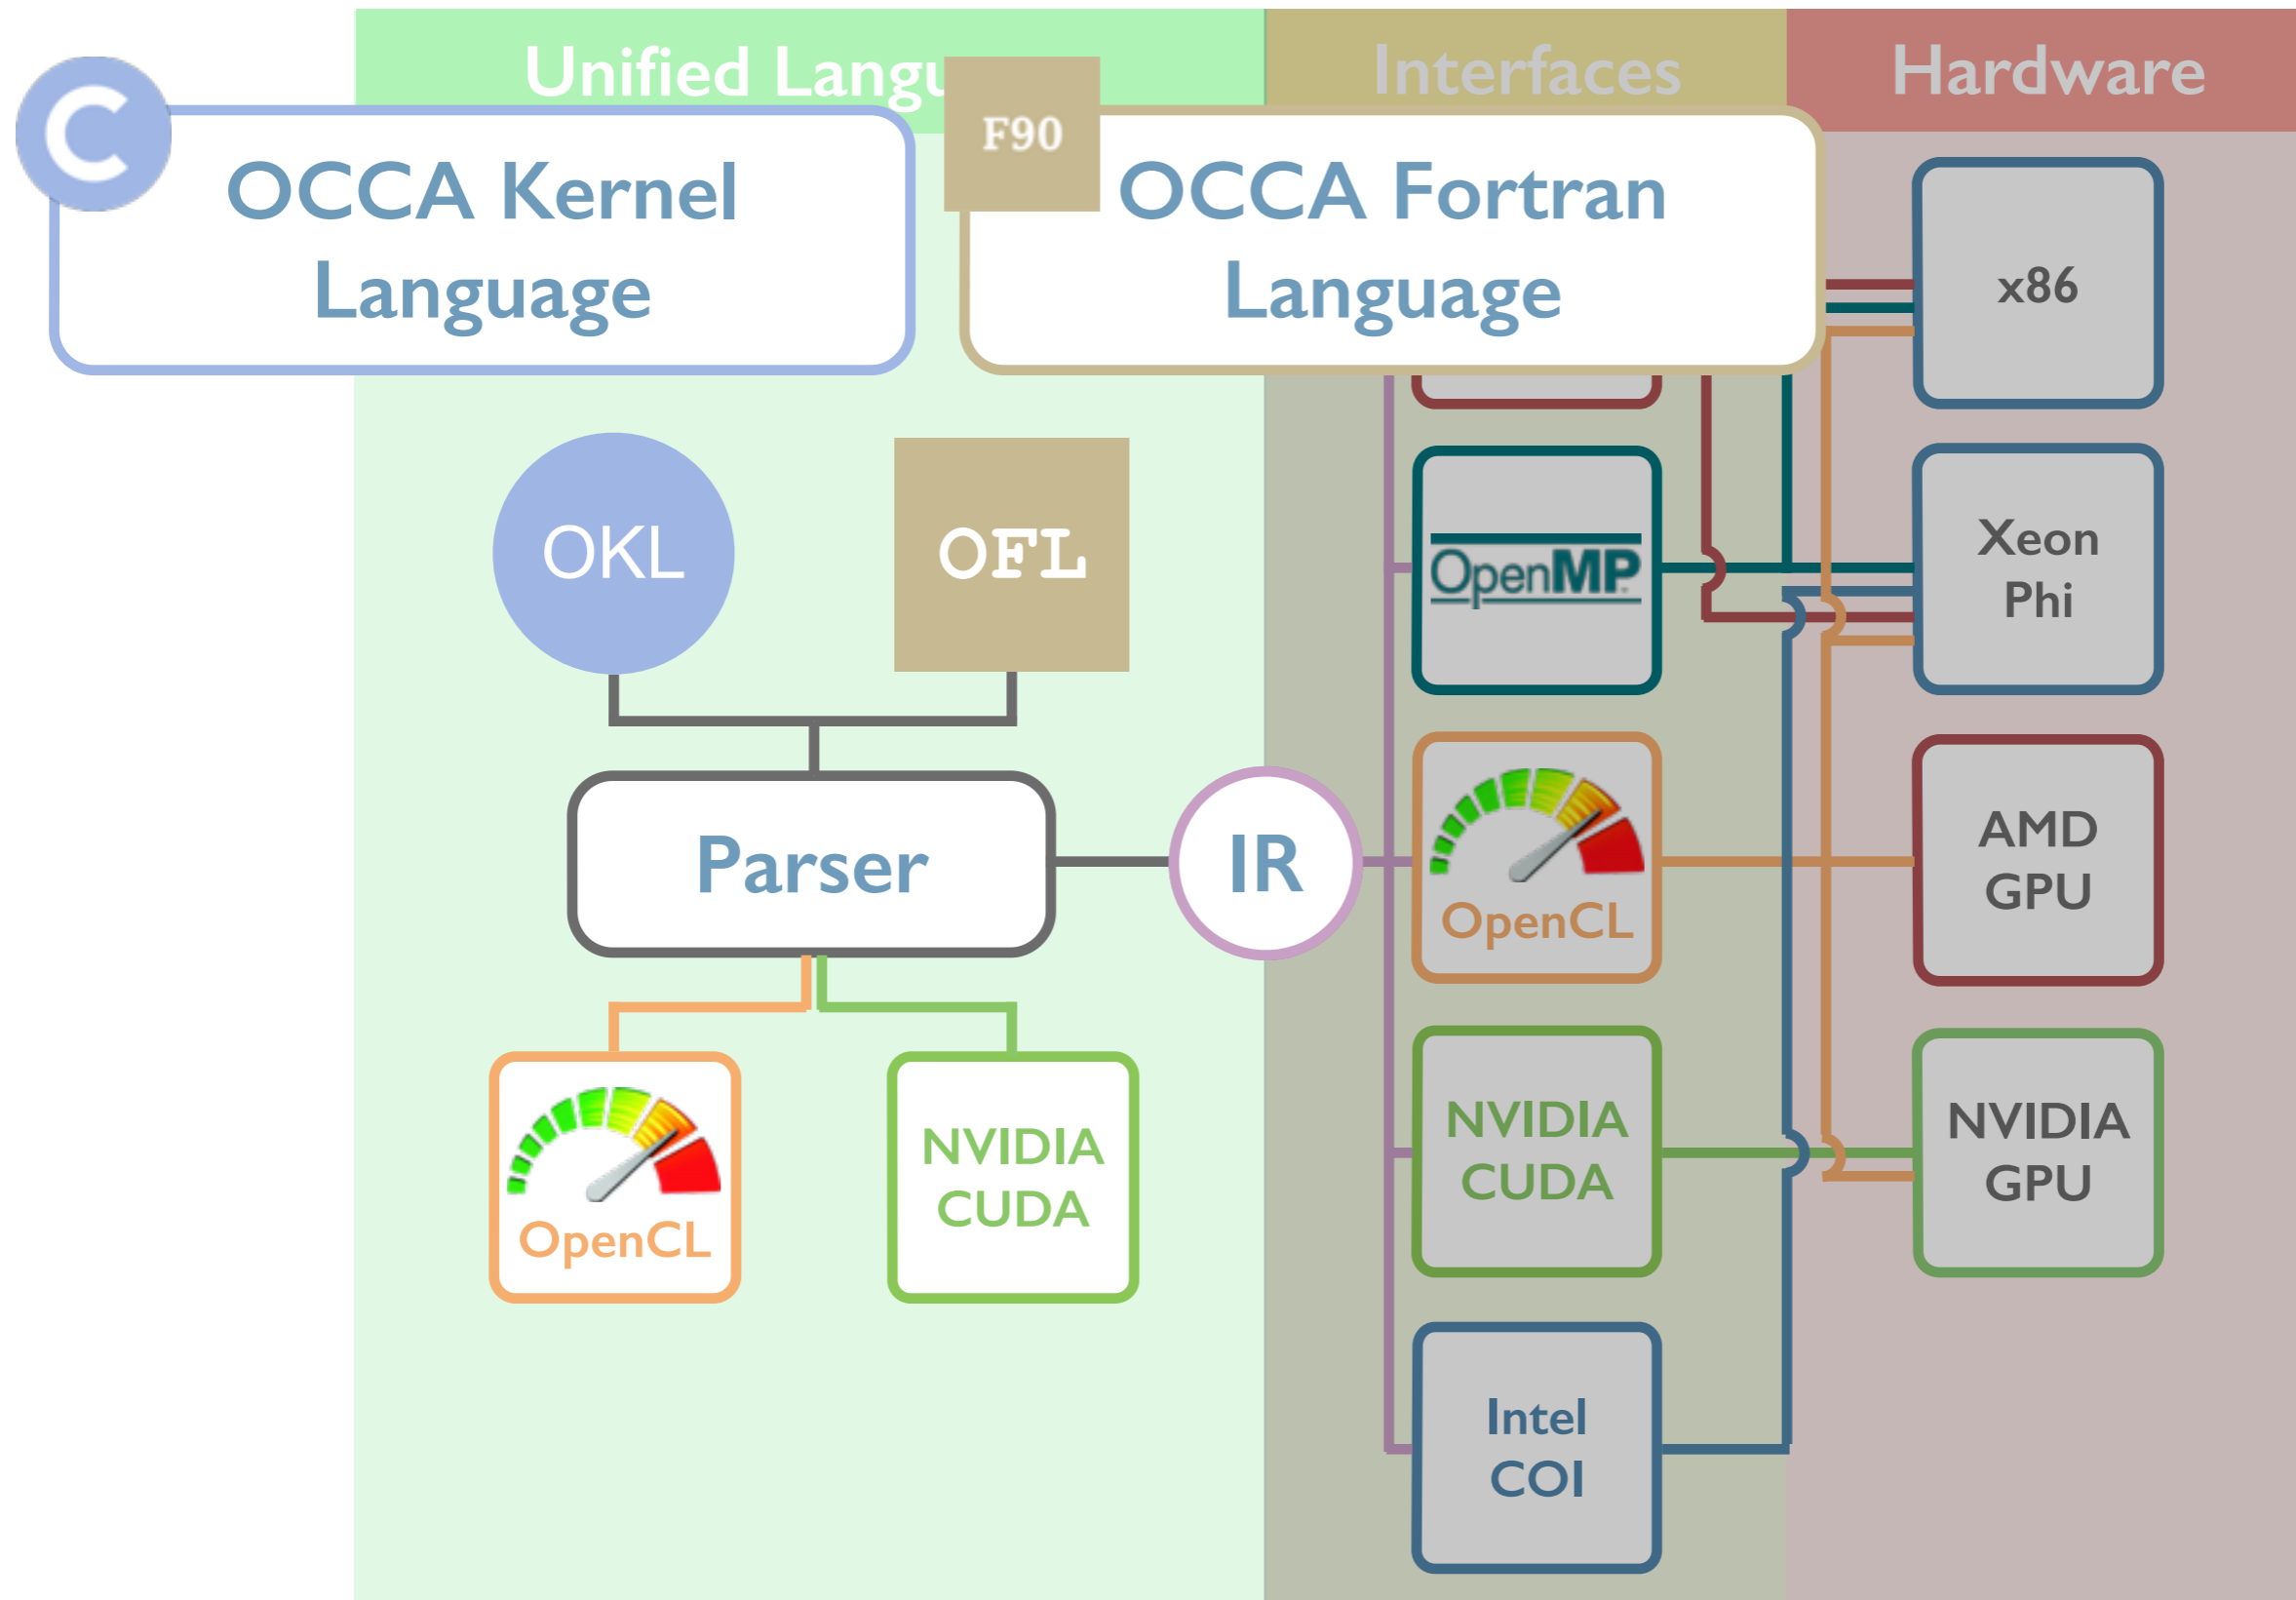 Unified Langu
Interfaces
Hardware
C
OCCA Kernel
Language
F90
OCCA Fortran
Language
x86
OKL
OFL
OpenMP
Xeon
Phi
Parser
IR
OpenCL
AMD
GPU
OpenCL
NVIDIA
CUDA
NVIDIA
CUDA
NVIDIA
GPU
Intel
COI